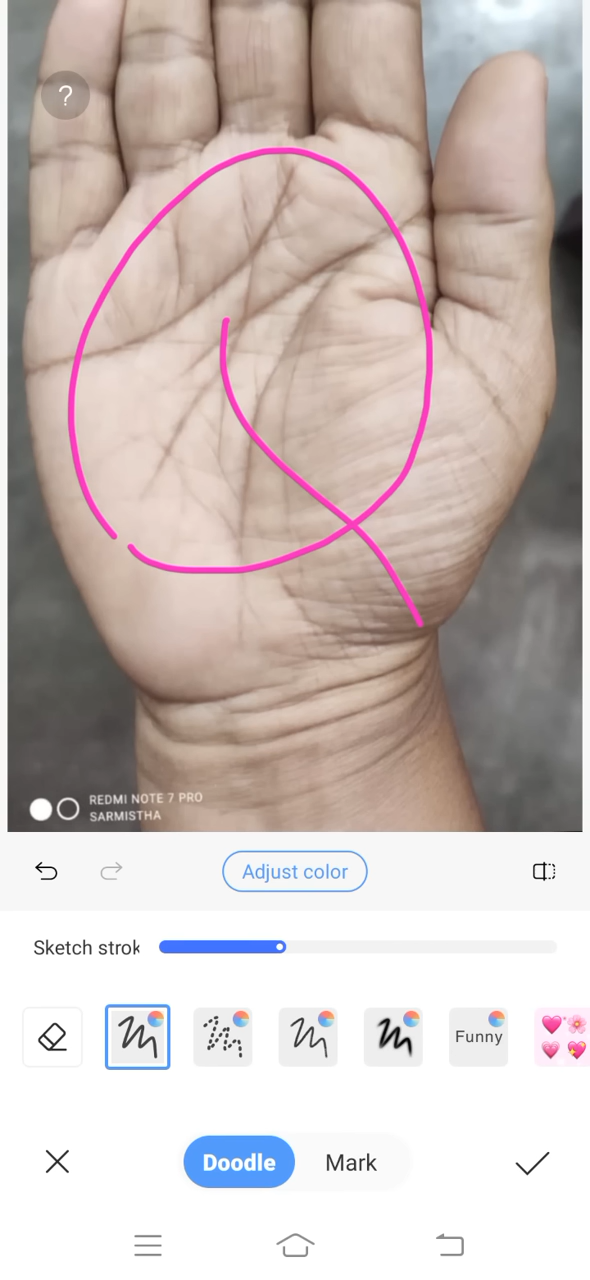 ?
REDMI NOTE 7 PRO
SARMISTHA
Adjust color
Sketch strok
Funny
Doodle
Mark